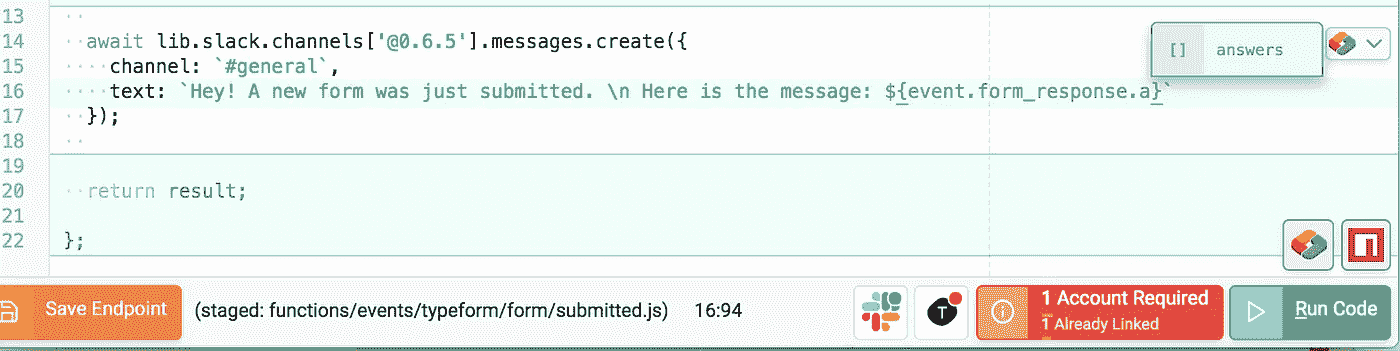 13
14 await lib.slack.channels['@0.6.5'].messages.create({
[] answers
15 channel: `#general`,
16 text: `Hey! A new form was just submitted. \n Here is the message: ${event.form_response.a}`
17 });
18
19
20 return result;
21
22 };
Save Endpoint (staged: functions/events/typeform/form/submitted.js) 16:94 T 1 Account Required Run Code
1 Already Linked